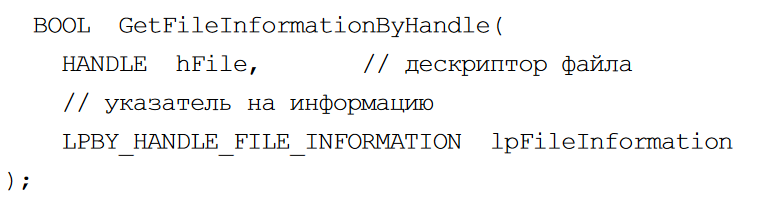 BOOL GetFileInformationByHandle(
HANDLE hFile, // дескриптор файла
// указатель на информацию
LPBY_HANDLE_FILE_INFORMATION lpFileInformation
);